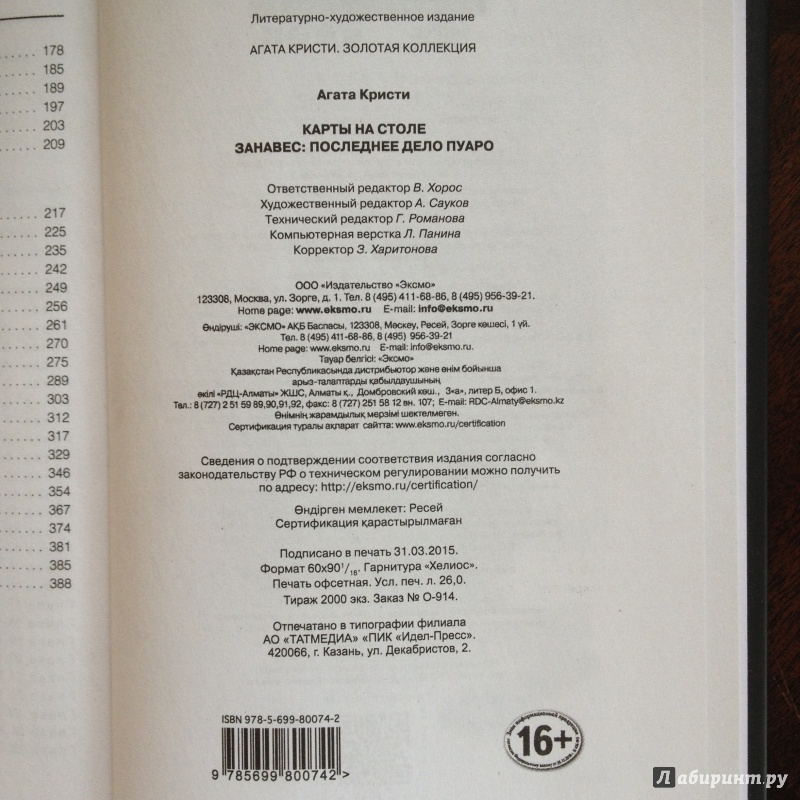 178
185
189
197
203
209
217
225
235
242
249
256
261
270
275
289
303
312
317
329
346
354
367
374
381
385
388
Литературно-художественное издание
АГАТА КРИСТИ. ЗОЛОТАЯ КОЛЛЕКЦИЯ
Агата Кристи
КАРТЫ НА СТОЛЕ
ЗАНАВЕС: ПОСЛЕДНЕЕ ДЕЛО ПУАРО
Ответственный редактор В. Хорос
Художественный редактор А. Сауков
Технический редактор Г. Романова
Компьютерная верстка Л. Панина
Корректор З. Харитонова
ООО «Издательство «Эксмо»
123308, Москва, ул. Зорге, д. 1. Тел. 8 (495) 411-68-86, 8 (495) 956-39-21.
Home page: www.eksmo.ru E-mail: info@eksmo.ru
Өндіруші: «ЭКСМО» АҚБ Баспасы, 123308, Мәскеу, Ресей, Зорге көшесі, 1 үй.
Тел. 8 (495) 411-68-86, 8 (495) 956-39-21
Home page: www.eksmo.ru E-mail: info@eksmo.ru.
Тауар белгісі: «Эксмо»
Қазақстан Республикасында дистрибьютор және өнім бойынша
арыз-талаптарды қабылдаушының
өкілі «РДЦ-Алматы» ЖШС, Алматы қ., Домбровский көш., 3«а», литер Б, офис 1.
Тел.: 8 (727) 2 51 59 89,90,91,92, факс: 8 (727) 251 58 12 вн. 107; E-mail: RDC-Almaty@eksmo.kz
Өнімнің жарамдылық мерзімі шектелмеген.
Сертификация туралы ақпарат сайтта: www.eksmo.ru/certification
Сведения о подтверждении соответствия издания согласно
законодательству РФ о техническом регулировании можно получить
по адресу: http://eksmo.ru/certification/
Өндірген мемлекет: Ресей
Сертификация қарастырылмаған
Подписано в печать 31.03.2015.
Формат 60x90 1/16. Гарнитура «Хелиос».
Печать офсетная. Усл. печ. л. 26,0.
Тираж 2000 экз. Заказ № О-914.
Отпечатано в типографии филиала
АО «ТАТМЕДИА» «ПИК «Идел-Пресс».
420066, г. Казань, ул. Декабристов, 2.
ISBN 978-5-699-80074-2
9 785699 800742 >
Знак информационной продукции
16+
Лабиринт.ру